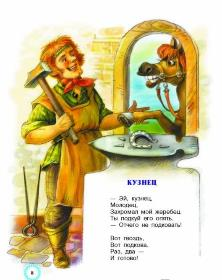 КУЗНЕЦ
— Эй, кузнец,
Молодец,
Захромал мой жеребец.
Ты подкуй его опять.
— Отчего не подковать!
Вот гвоздь,
Вот подкова.
Раз, два —
И готово!
8